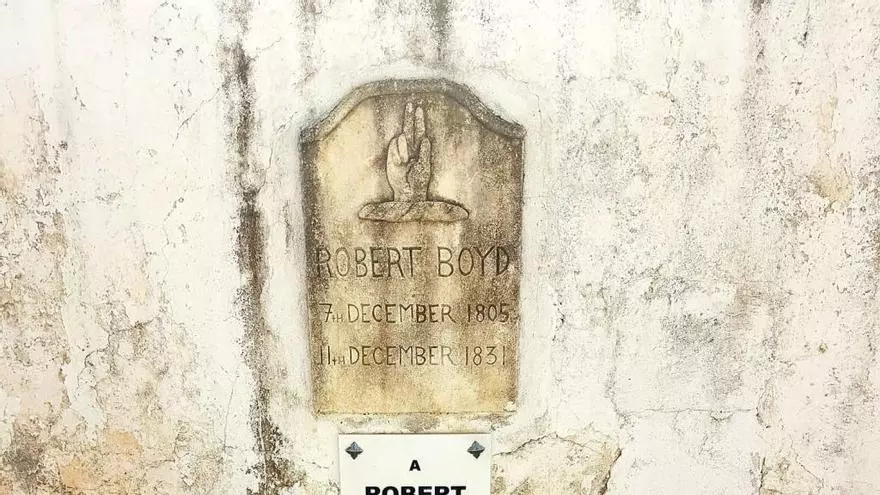 ROBERT BOYD
7TH DECEMBER 1805
11TH DECEMBER 1831
A
ROBERT